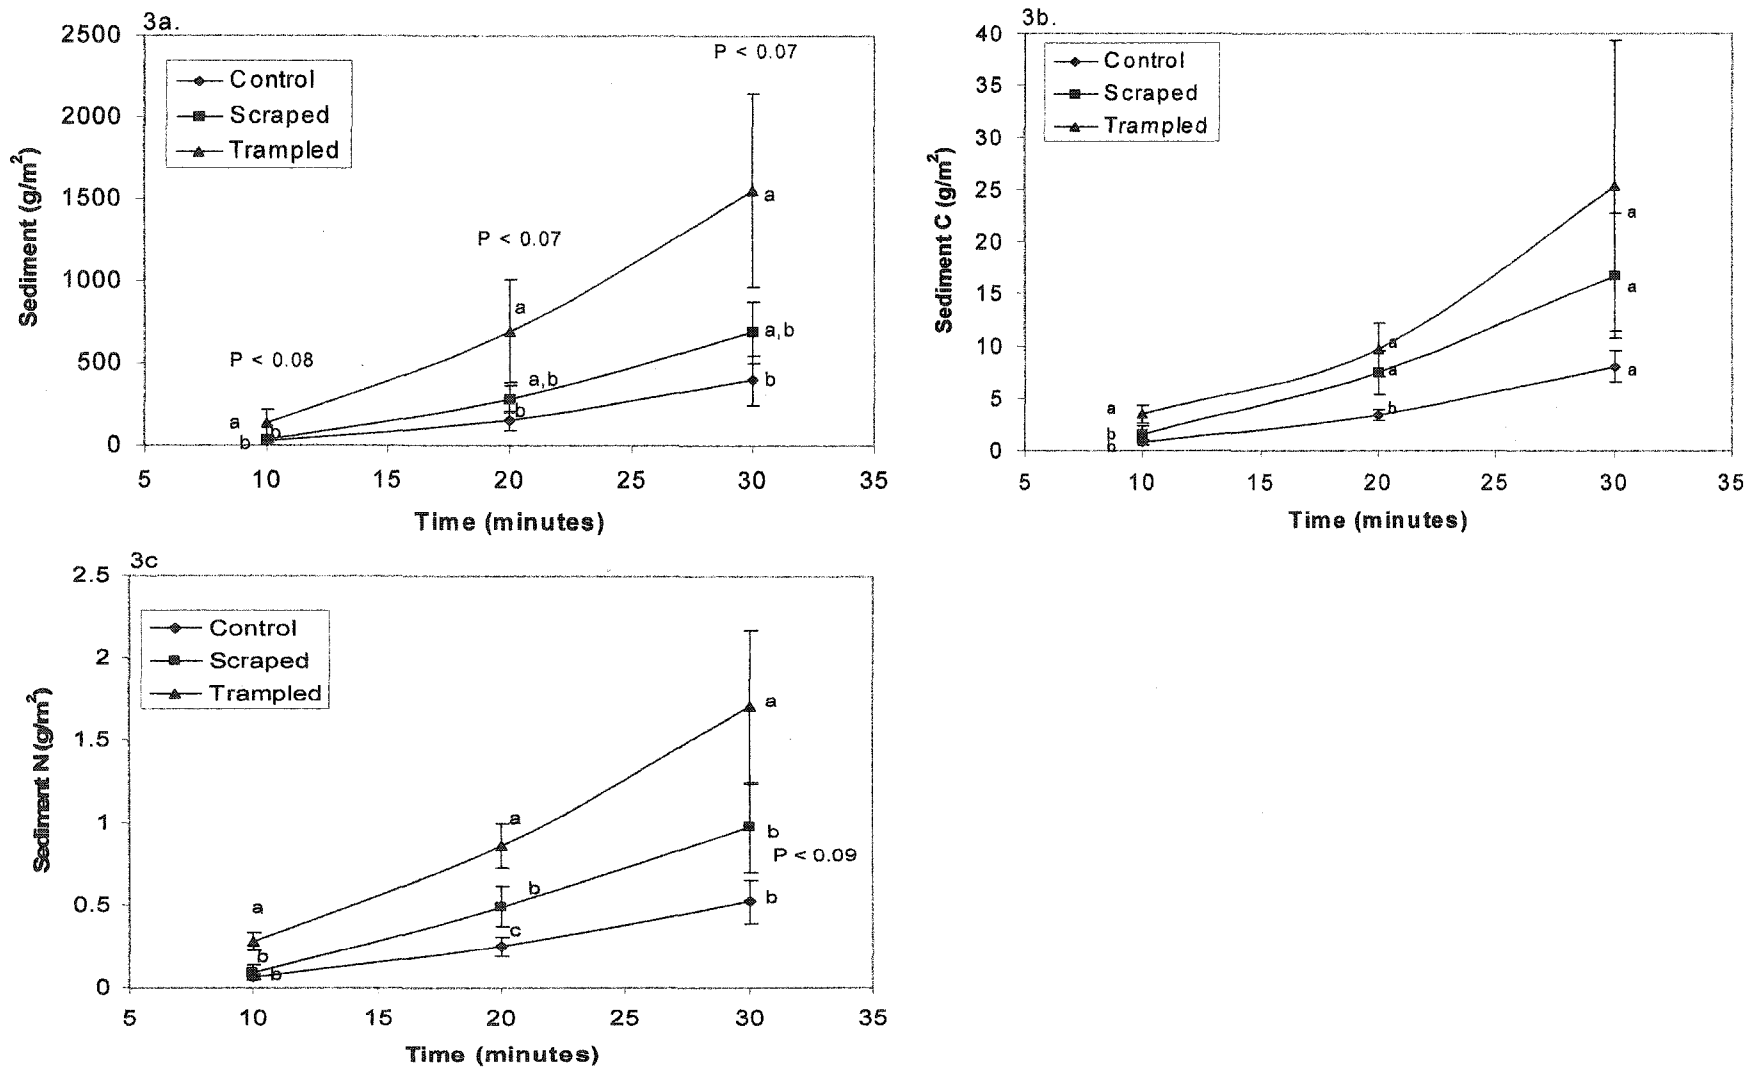 3a.
2500
2000
1500
1000
500
0
Sediment (g/m²)
Control
Scraped
Trampled
P < 0.08
P < 0.07
P < 0.07
a
b
b
a
a,b
b
a
a,b
b
5 10 15 20 25 30 35
Time (minutes)
3b.
40
35
30
25
20
15
10
5
0
Sediment C (g/m²)
Control
Scraped
Trampled
a
b
b
a
a
b
a
a
a
5 10 15 20 25 30 35
Time (minutes)
3c
2.5
2
1.5
1
0.5
0
Sediment N (g/m²)
Control
Scraped
Trampled
a
b
b
a
b
c
a
b
P < 0.09
b
5 10 15 20 25 30 35
Time (minutes)